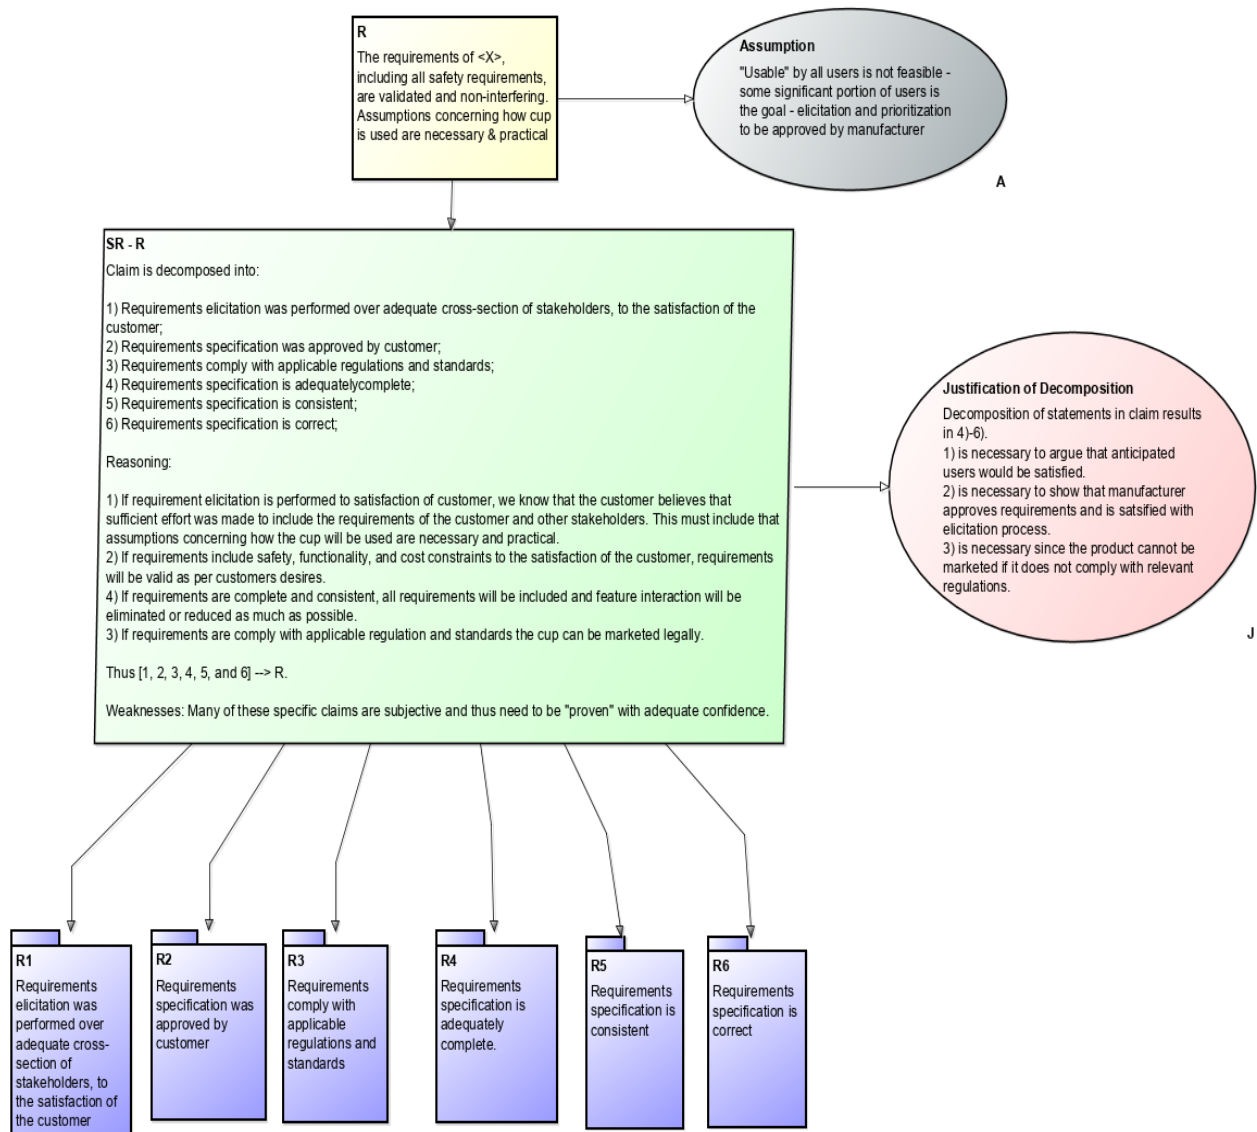 R
The requirements of <X>,
including all safety requirements,
are validated and non-interfering.
Assumptions concerning how cup
is used are necessary & practical
Assumption
"Usable" by all users is not feasible -
some significant portion of users is
the goal - elicitation and prioritization
to be approved by manufacturer
A
SR - R
Claim is decomposed into:
1) Requirements elicitation was performed over adequate cross-section of stakeholders, to the satisfaction of the
customer;
2) Requirements specification was approved by customer;
3) Requirements comply with applicable regulations and standards;
4) Requirements specification is adequatelycomplete;
5) Requirements specification is consistent;
6) Requirements specification is correct;
Reasoning:
1) If requirement elicitation is performed to satisfaction of customer, we know that the customer believes that
sufficient effort was made to include the requirements of the customer and other stakeholders. This must include that
assumptions concerning how the cup will be used are necessary and practical.
2) If requirements include safety, functionality, and cost constraints to the satisfaction of the customer, requirements
will be valid as per customers desires.
4) If requirements are complete and consistent, all requirements will be included and feature interaction will be
eliminated or reduced as much as possible.
3) If requirements are comply with applicable regulation and standards the cup can be marketed legally.
Thus [1, 2, 3, 4, 5, and 6] --> R.
Weaknesses: Many of these specific claims are subjective and thus need to be "proven" with adequate confidence.
Justification of Decomposition
Decomposition of statements in claim results
in 4)-6).
1) is necessary to argue that anticipated
users would be satisfied.
2) is necessary to show that manufacturer
approves requirements and is satsified with
elicitation process.
3) is necessary since the product cannot be
marketed if it does not comply with relevant
regulations.
J
R1
Requirements
elicitation was
performed over
adequate cross-
section of
stakeholders, to
the satisfaction of
the customer
R2
Requirements
specification was
approved by
customer
R3
Requirements
comply with
applicable
regulations and
standards
R4
Requirements
specification is
adequately
complete.
R5
Requirements
specification is
consistent
R6
Requirements
specification is
correct